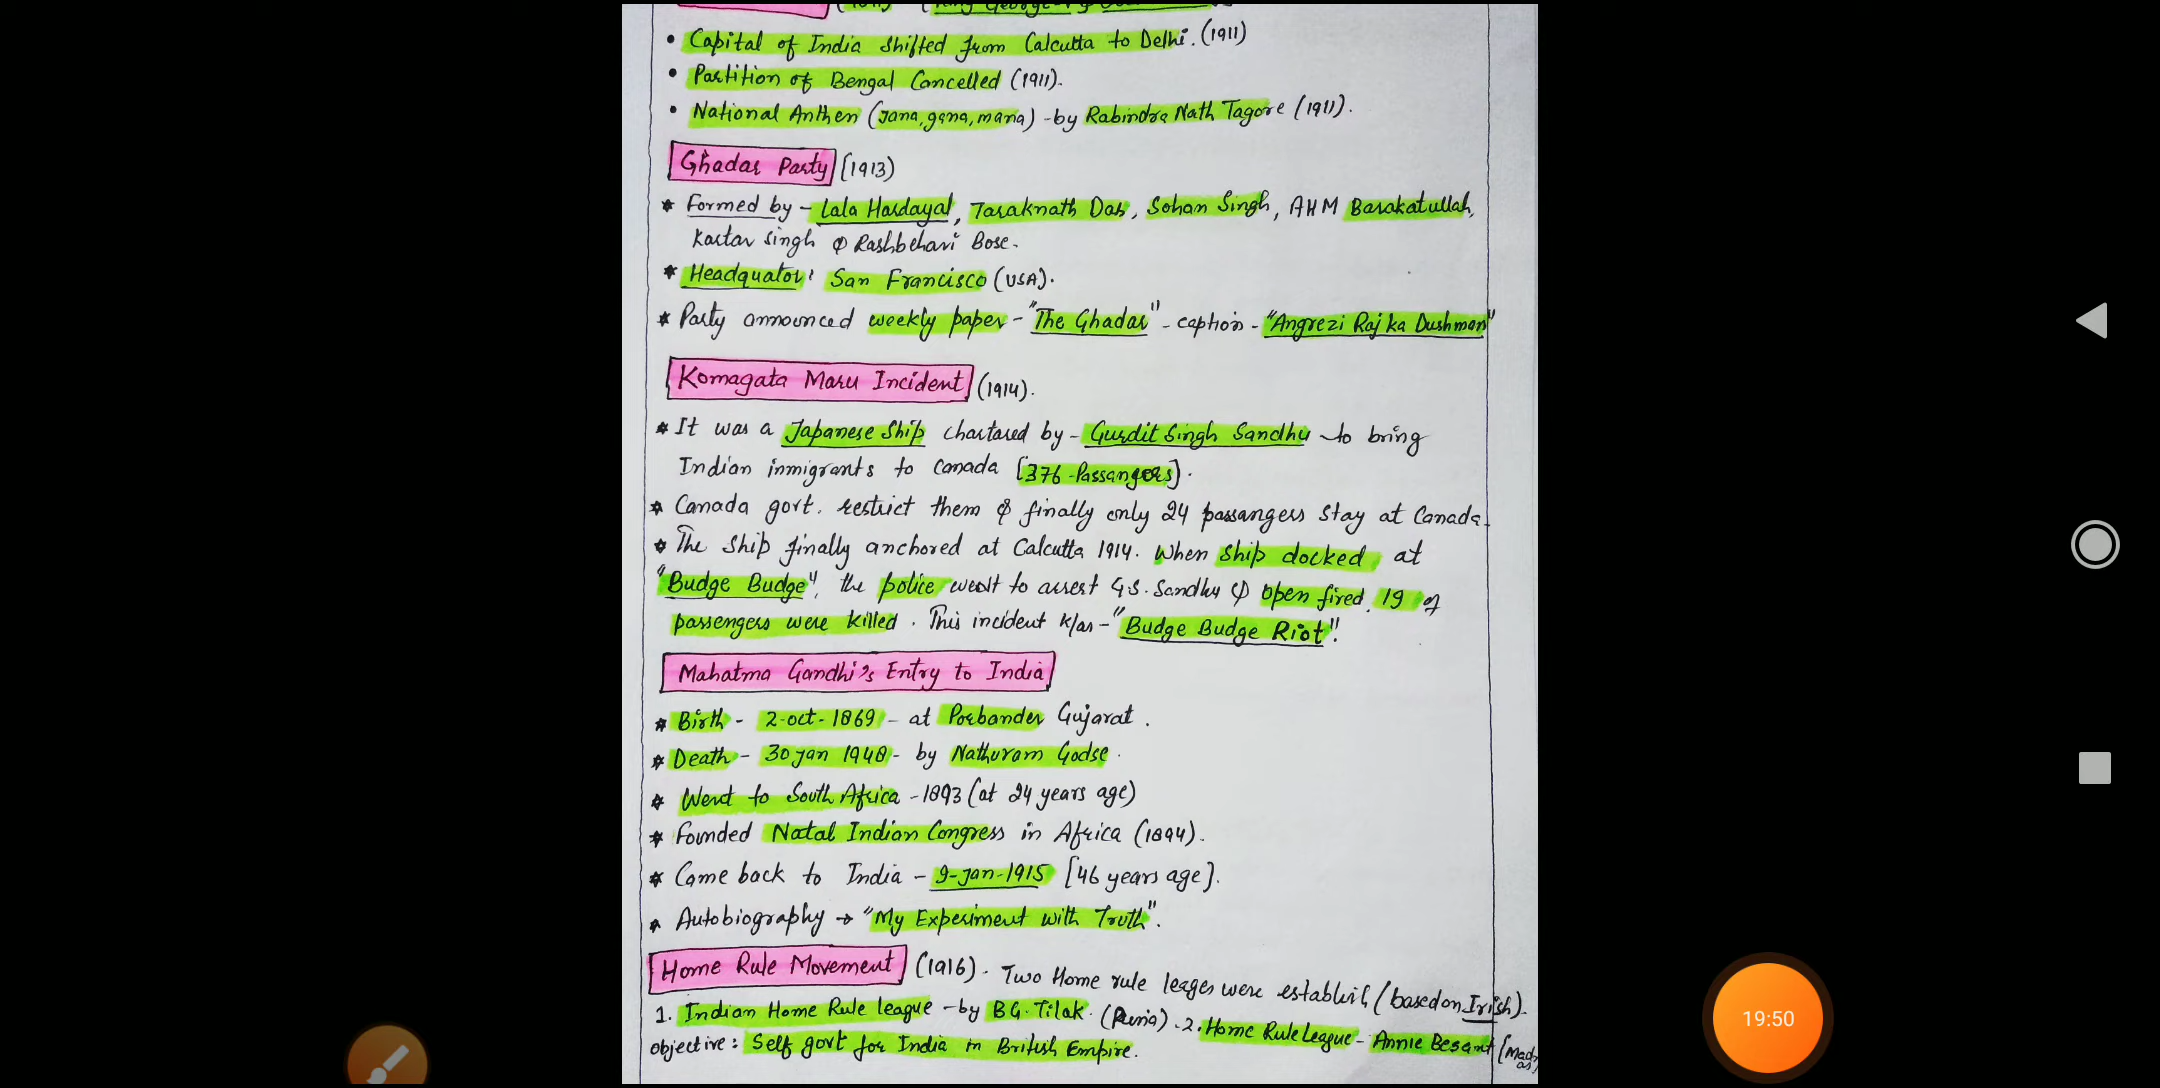 • Capital of India shifted from Calcutta to Delhi. (1911)
• Partition of Bengal Cancelled (1911).
• National Anthen (Jana, gana, mana) - by Rabindra Nath Tagore (1911).
Ghadar Party (1913)
* Formed by - Lala Hardayal, Taraknath Das, Sohan Singh, AHM Barakatullah,
Kartar Singh & Rashbehari Bose.
* Headquator: San Francisco (USA).
* Party announced weekly paper - "The Ghadar" - caption - "Angrezi Raj ka Dushman"
Komagata Maru Incident (1914).
* It was a Japanese Ship chartared by - Gurdit Singh Sandhu to bring
Indian inmigrants to Canada [376 - Passangers].
* Canada govt. restrict them & finally only 24 passangers stay at Canada.
* The Ship finally anchored at Calcutta 1914. When ship docked at
"Budge Budge", the police went to arrest G.S. Sandhu & open fired. 19 of
passengers were killed. This incident k/as - "Budge Budge Riot".
Mahatma Gandhi's Entry to India
* Birth - 2-oct-1869 - at Porbander Gujarat.
* Death - 30 Jan 1948 - by Nathuram Godse.
* Went to South Africa - 1893 (at 24 years age)
* Founded Natal Indian Congress in Africa (1894).
* Came back to India - 9-Jan-1915 [46 years age].
* Autobiography → "My Experiment with Truth".
Home Rule Movement (1916). Two Home rule leages were establish (based on Irish).
1. Indian Home Rule league - by B.G. Tilak. (Puna). 2. Home Rule League - Annie Besant [Madras]
objective: Self govt for India in British Empire.
19:50